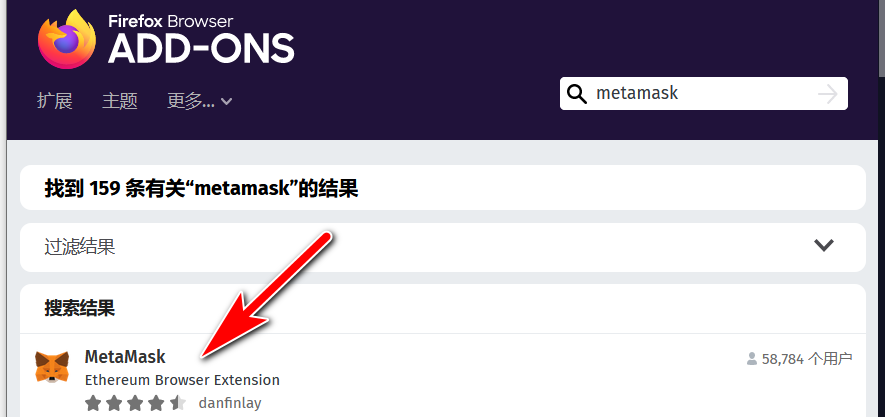 Firefox Browser
ADD-ONS
扩展 主题 更多...
metamask
找到 159 条有关“metamask”的结果
过滤结果
搜索结果
MetaMask
58,784 个用户
Ethereum Browser Extension
danfinlay